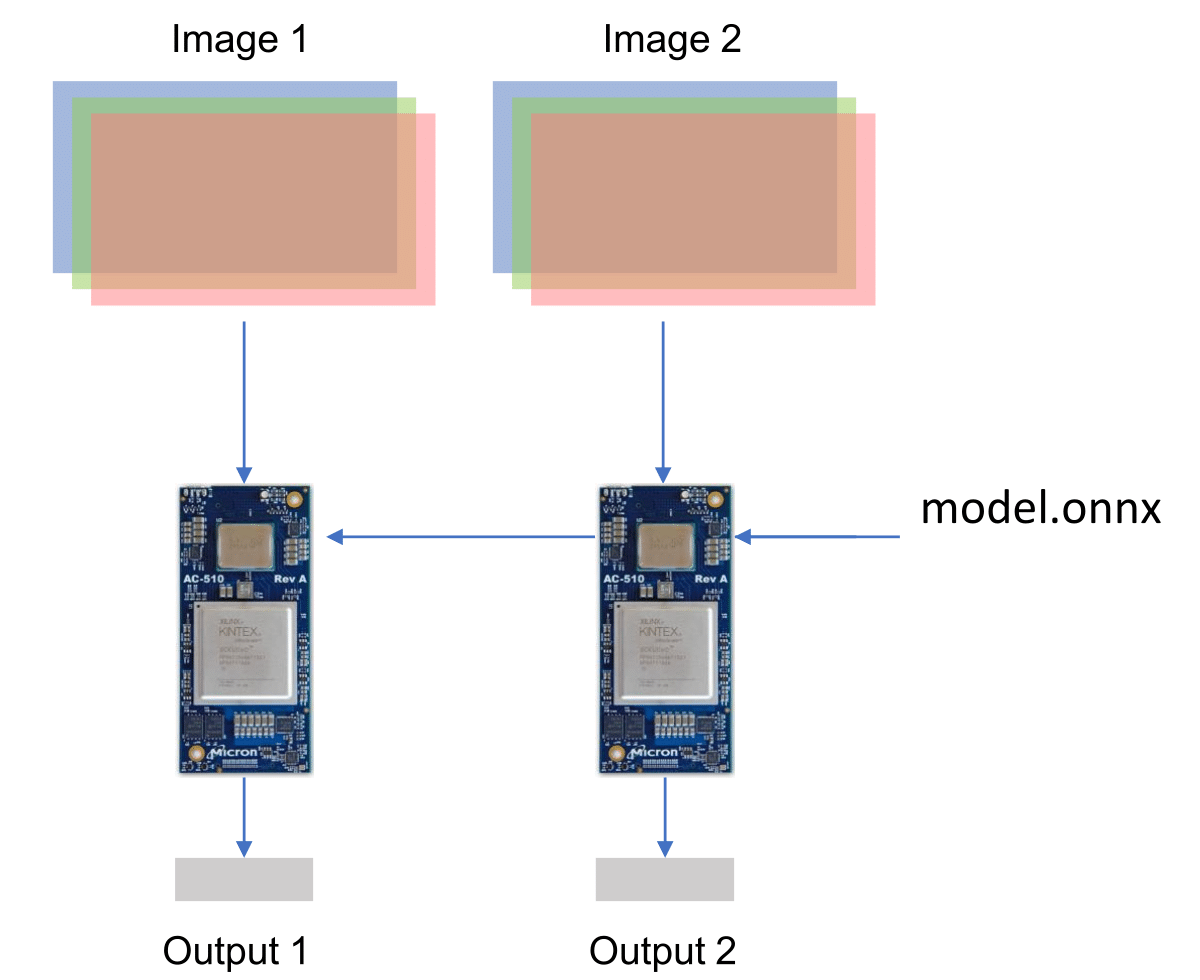 Image 1
Image 2
model.onnx
AC-510 Rev A
AC-510 Rev A
XILINX
KINTEX
XILINX
KINTEX
Micron
Micron
Output 1
Output 2